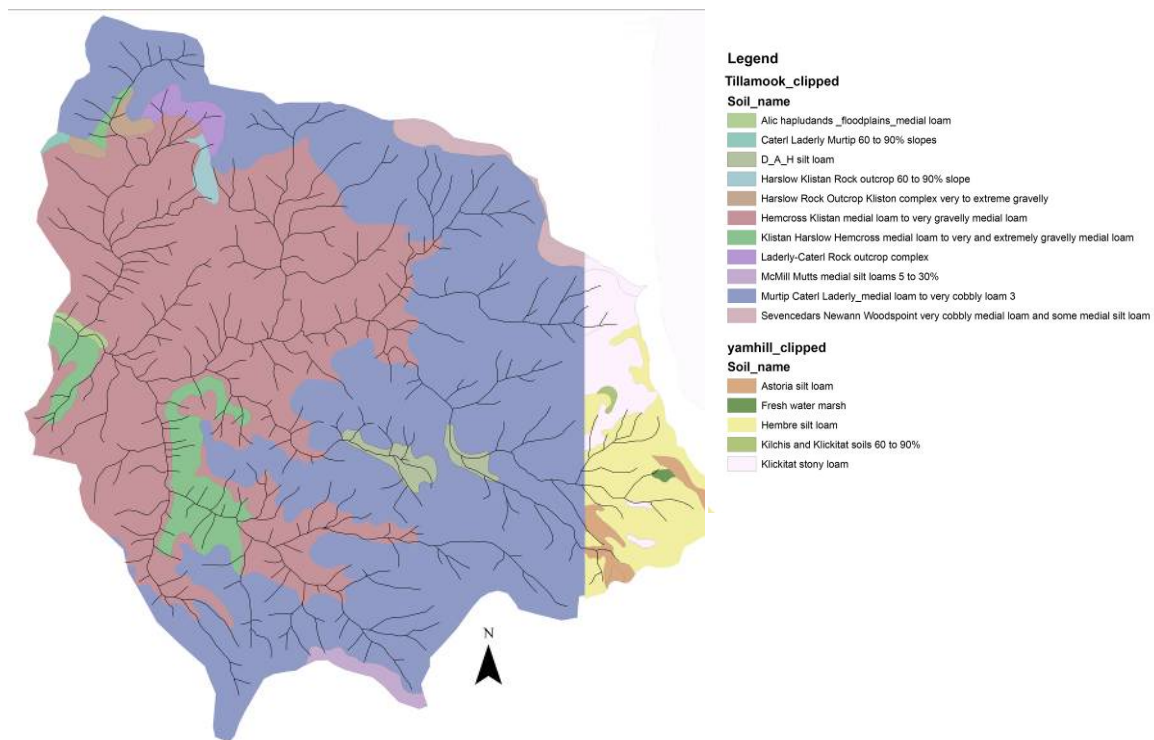 Legend
Tillamook_clipped
Soil_name
Alic hapludands _floodplains_medial loam
Caterl Laderly Murtip 60 to 90% slopes
D_A_H silt loam
Harslow Klistan Rock outcrop 60 to 90% slope
Harslow Rock Outcrop Kliston complex very to extreme gravelly
Hemcross Klistan medial loam to very gravelly medial loam
Klistan Harslow Hemcross medial loam to very and extremely gravelly medial loam
Laderly-Caterl Rock outcrop complex
McMill Mutts medial silt loams 5 to 30%
Murtip Caterl Laderly_medial loam to very cobbly loam 3
Sevencedars Newann Woodspoint very cobbly medial loam and some medial silt loam
yamhill_clipped
Soil_name
Astoria silt loam
Fresh water marsh
Hembre silt loam
Kilchis and Klickitat soils 60 to 90%
Klickitat stony loam
N